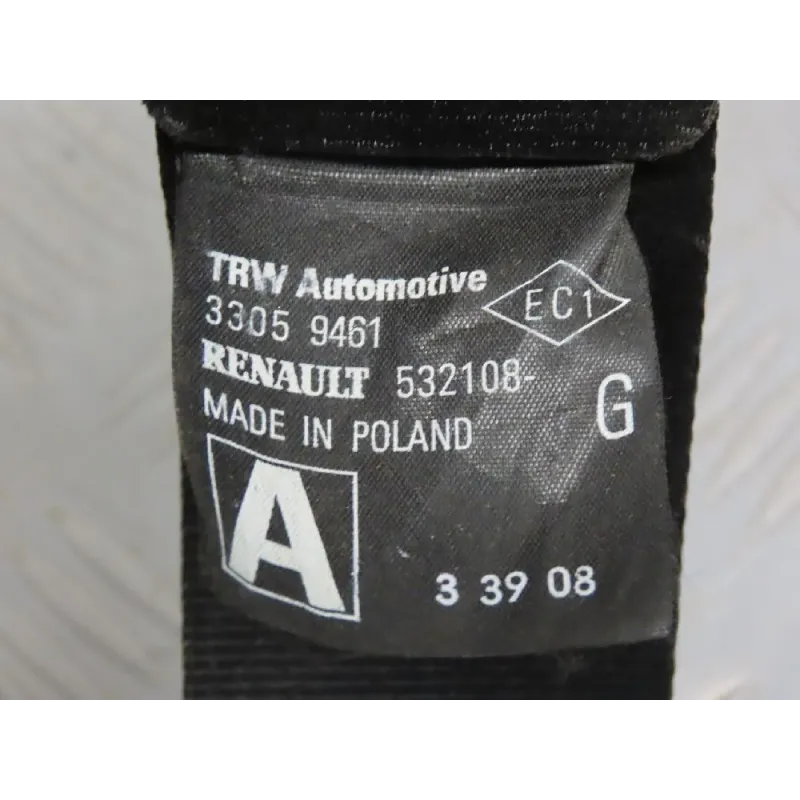 TRW Automotive
EC1
3305 9461
RENAULT 532108-
G
MADE IN POLAND
A
3 39 08